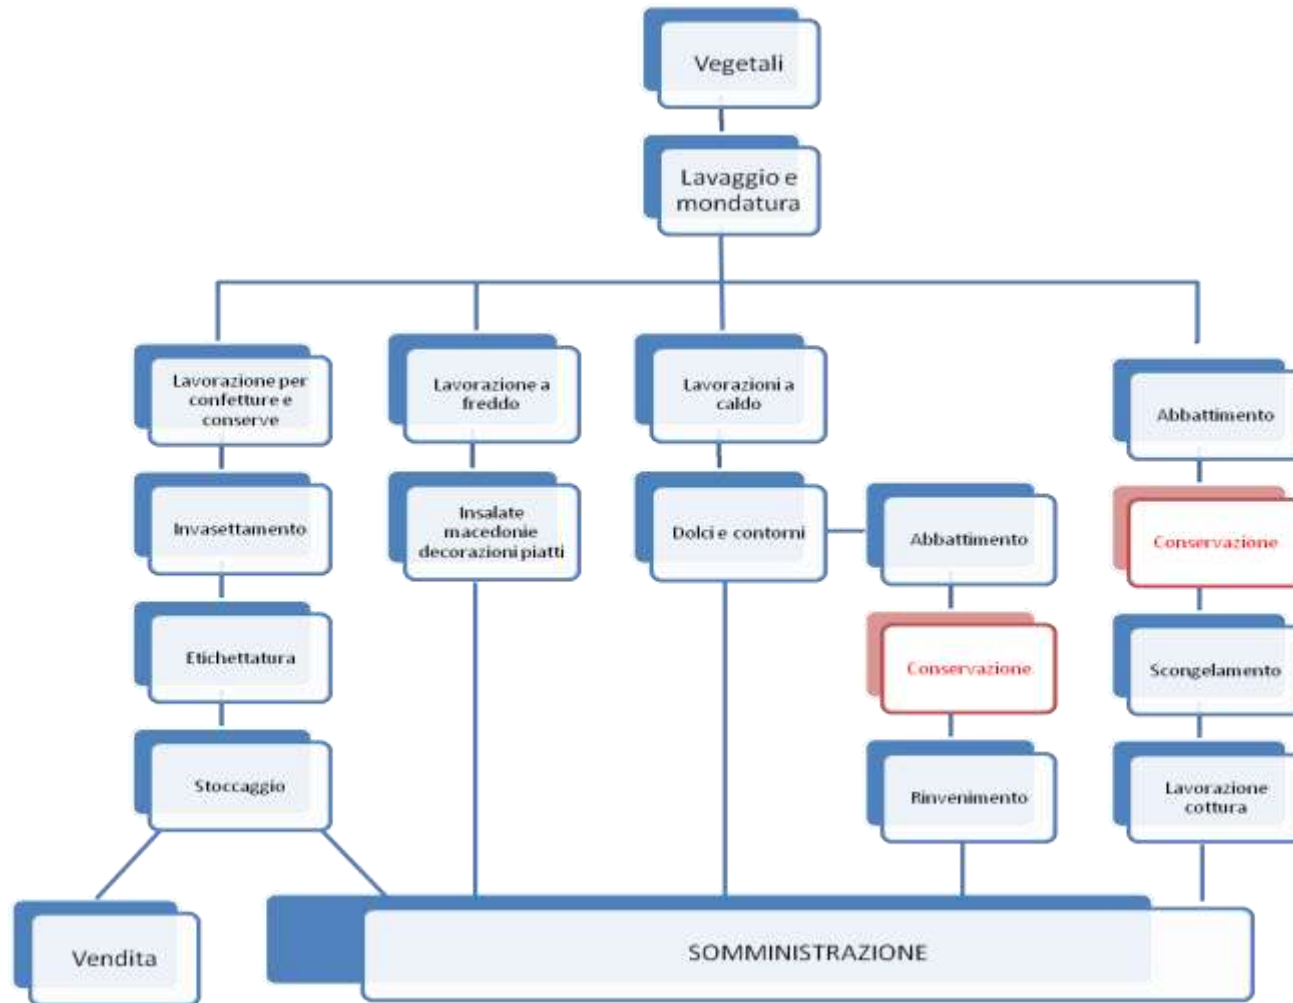 Vegetali
Lavaggio e
mondatura
Lavorazione per
confetture e
conserve
Invasettamento
Etichettatura
Stoccaggio
Vendita
Lavorazione a
freddo
Insalate
macedonie
decorazioni piatti
Lavorazioni a
caldo
Dolci e contorni
Abbattimento
Conservazione
Rinvenimento
Abbattimento
Conservazione
Scongelamento
Lavorazione
cottura
SOMMINISTRAZIONE